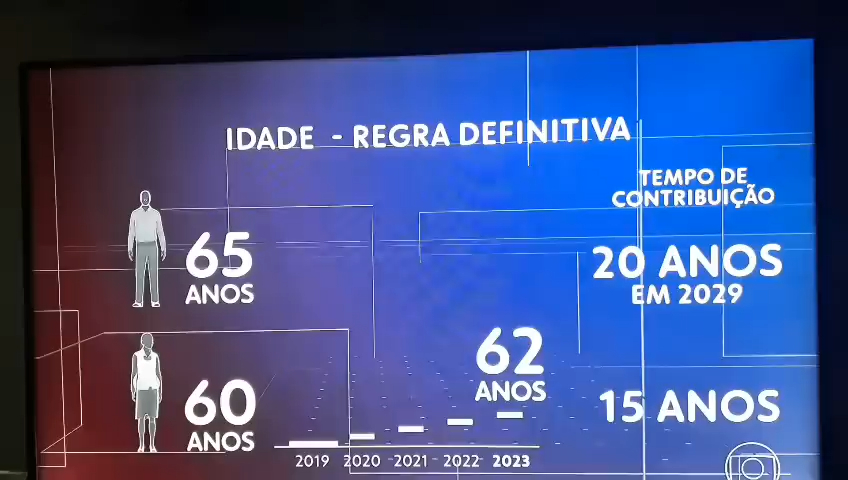 IDADE - REGRA DEFINITIVA
TEMPO DE
CONTRIBUIÇÃO
65
ANOS
20 ANOS
EM 2029
60
ANOS
62
ANOS
15 ANOS
2019 2020 -2021 - 2022 - 2023